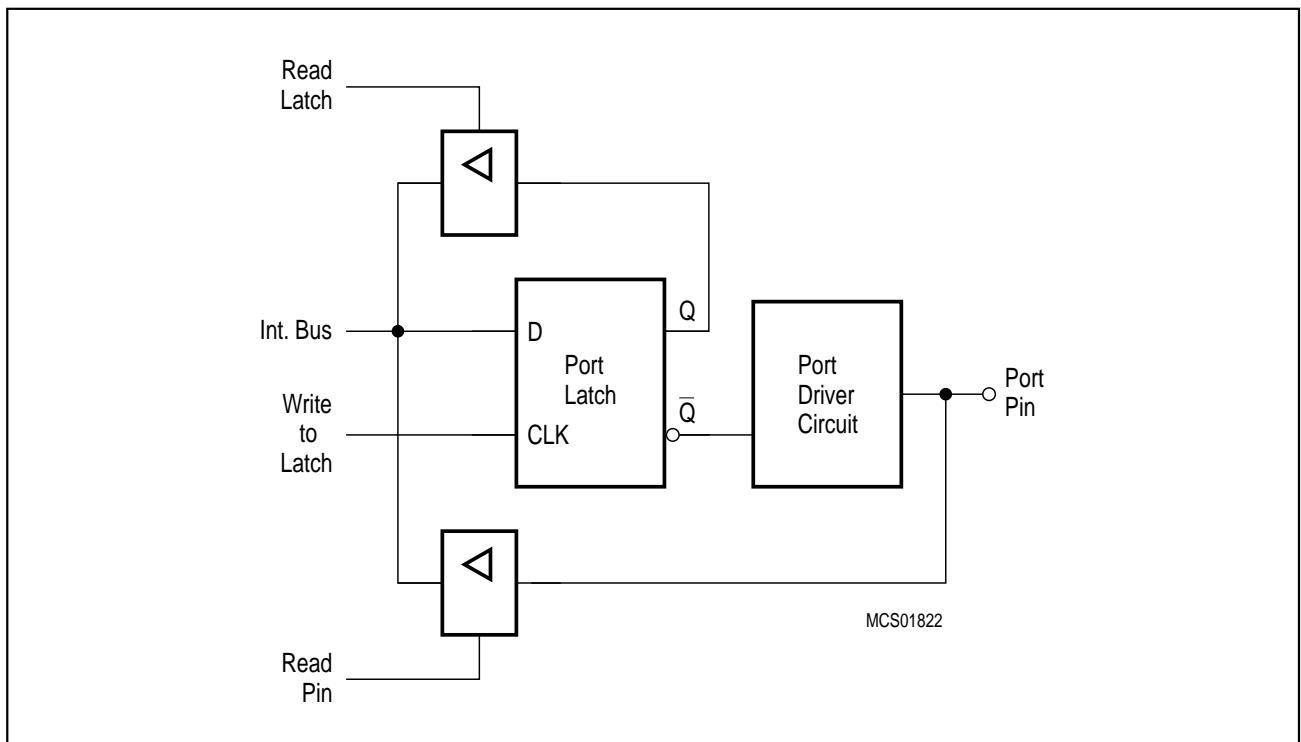 Read
Latch
Int. Bus
D
Q
Port
Latch
Write
to
Latch
CLK
Q̅
Port
Driver
Circuit
Port
Pin
MCS01822
Read
Pin